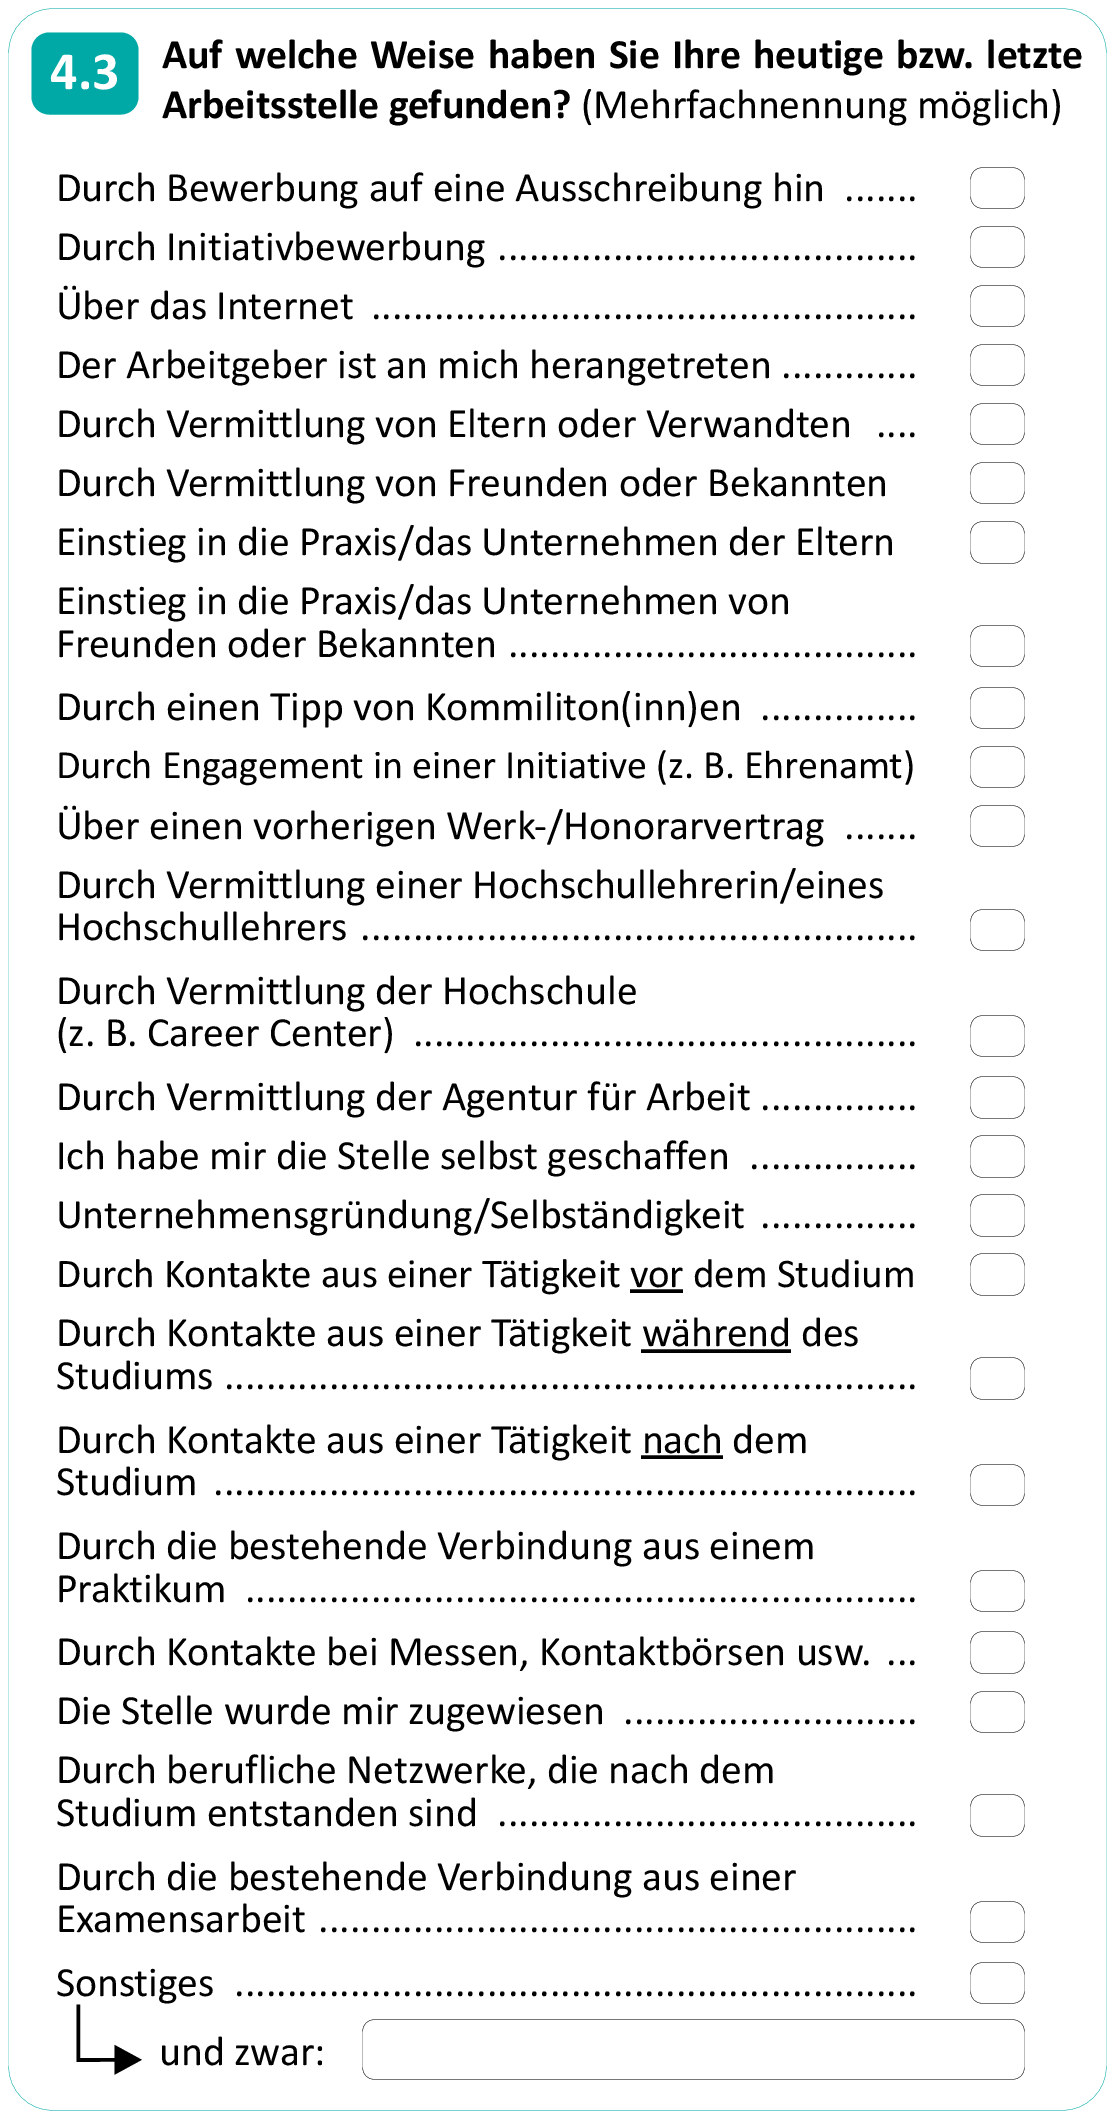 4.3
Auf welche Weise haben Sie Ihre heutige bzw. letzte
Arbeitsstelle gefunden? (Mehrfachnennung möglich)
Durch Bewerbung auf eine Ausschreibung hin .......
Durch Initiativbewerbung ........................................
Über das Internet ....................................................
Der Arbeitgeber ist an mich herangetreten .............
Durch Vermittlung von Eltern oder Verwandten ....
Durch Vermittlung von Freunden oder Bekannten
Einstieg in die Praxis/das Unternehmen der Eltern
Einstieg in die Praxis/das Unternehmen von
Freunden oder Bekannten .......................................
Durch einen Tipp von Kommiliton(inn)en ...............
Durch Engagement in einer Initiative (z. B. Ehrenamt)
Über einen vorherigen Werk-/Honorarvertrag .......
Durch Vermittlung einer Hochschullehrerin/eines
Hochschullehrers .....................................................
Durch Vermittlung der Hochschule
(z. B. Career Center) ................................................
Durch Vermittlung der Agentur für Arbeit ...............
Ich habe mir die Stelle selbst geschaffen ................
Unternehmensgründung/Selbständigkeit ...............
Durch Kontakte aus einer Tätigkeit vor dem Studium
Durch Kontakte aus einer Tätigkeit während des
Studiums ..................................................................
Durch Kontakte aus einer Tätigkeit nach dem
Studium ...................................................................
Durch die bestehende Verbindung aus einem
Praktikum ................................................................
Durch Kontakte bei Messen, Kontaktbörsen usw. ...
Die Stelle wurde mir zugewiesen ............................
Durch berufliche Netzwerke, die nach dem
Studium entstanden sind ........................................
Durch die bestehende Verbindung aus einer
Examensarbeit .........................................................
Sonstiges .................................................................
und zwar: